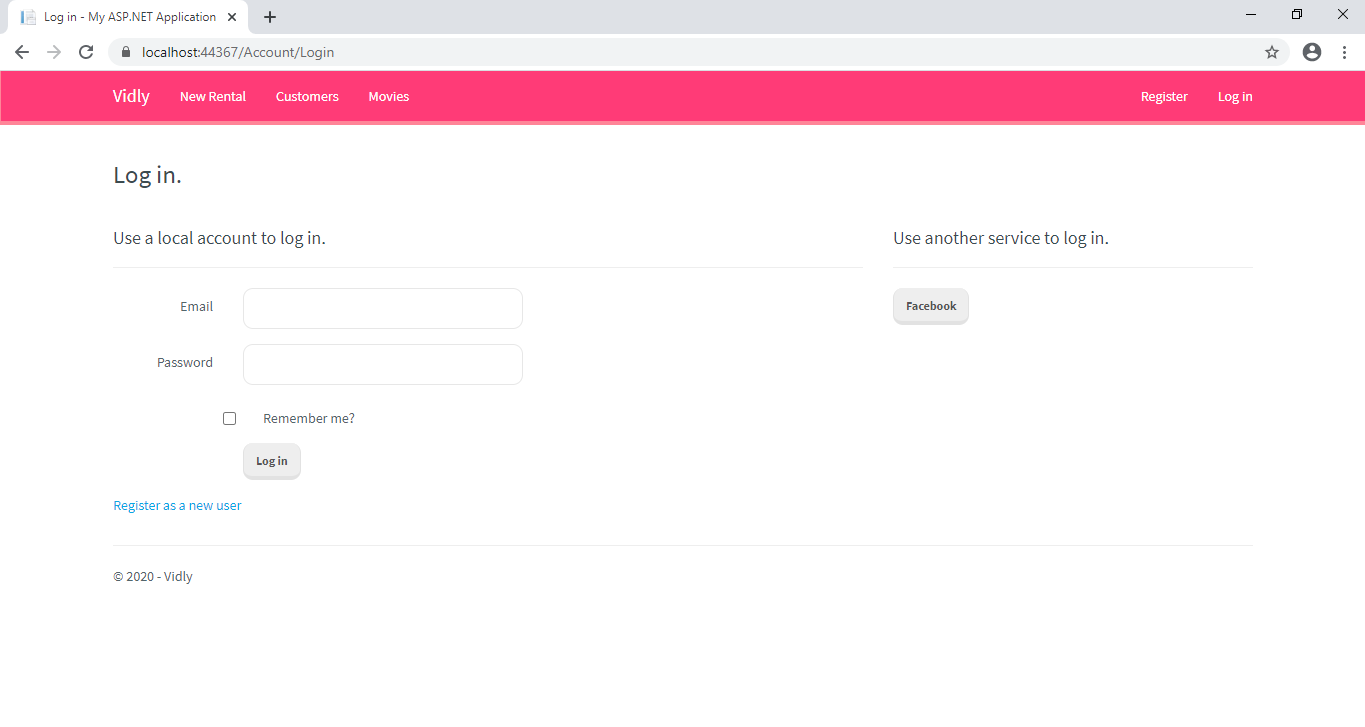 Log in - My ASP.NET Application
localhost:44367/Account/Login
Vidly New Rental Customers Movies Register Log in
Log in.
Use a local account to log in.
Use another service to log in.
Email
Facebook
Password
Remember me?
Log in
Register as a new user
© 2020 - Vidly